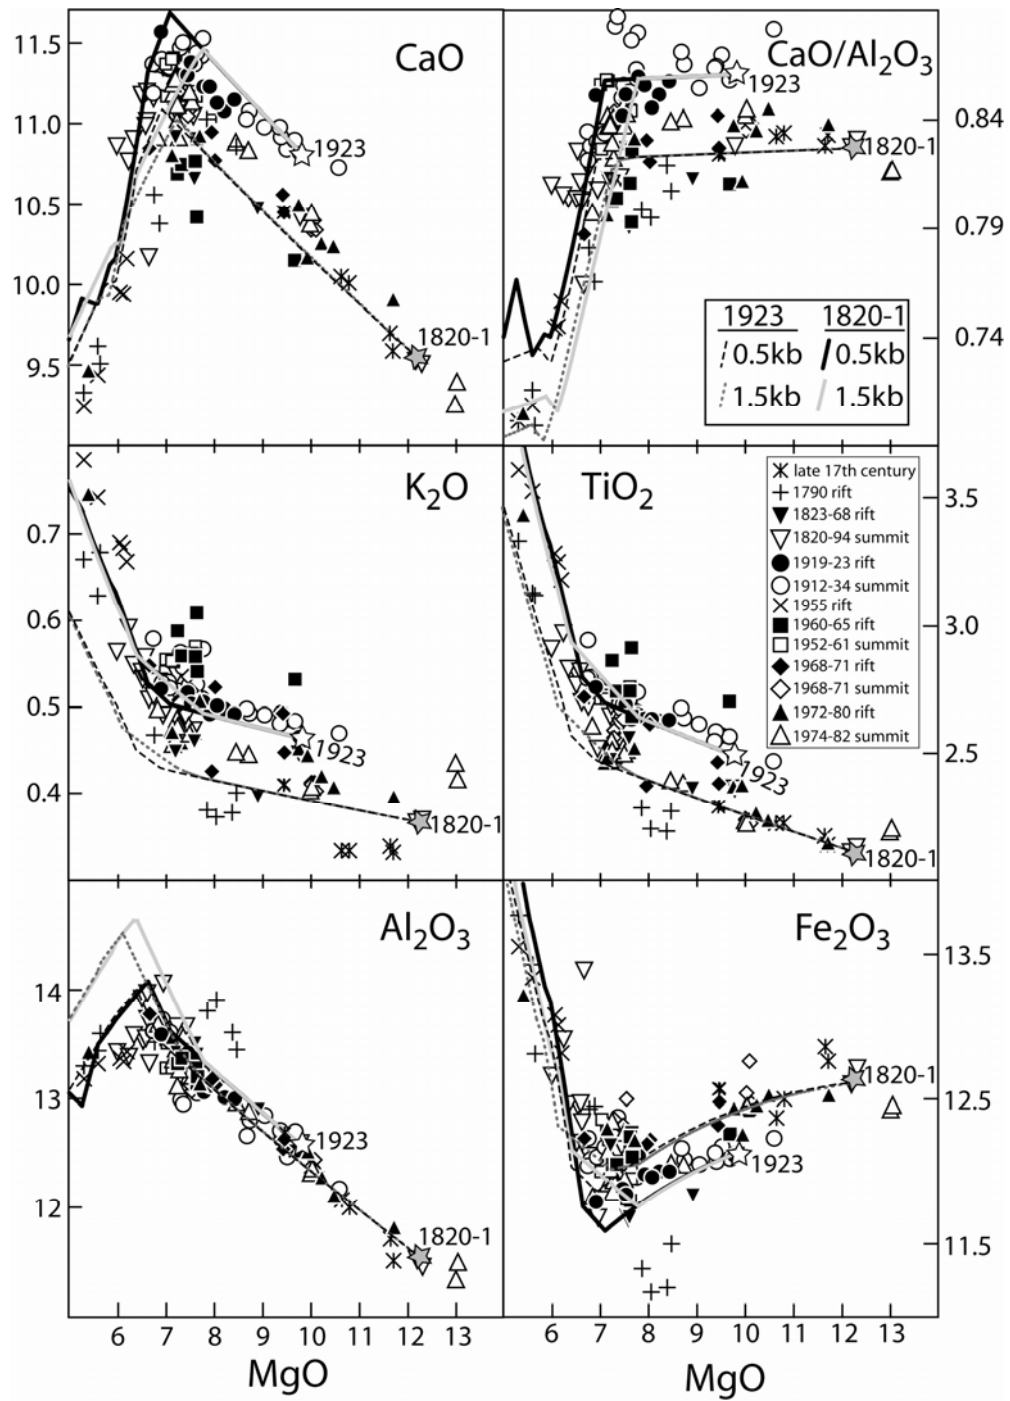 CaO
11.5
11.0
10.5
10.0
9.5
1923
1820-1
CaO/Al2O3
0.84
0.79
0.74
1923
1820-1
1923 1820-1
0.5kb 0.5kb
1.5kb 1.5kb
K2O
0.7
0.6
0.5
0.4
1923
1820-1
TiO2
3.5
3.0
2.5
1923
1820-1
late 17th century
1790 rift
1823-68 rift
1820-94 summit
1919-23 rift
1912-34 summit
1955 rift
1960-65 rift
1952-61 summit
1968-71 rift
1968-71 summit
1972-80 rift
1974-82 summit
Al2O3
14
13
12
1923
1820-1
6 7 8 9 10 11 12 13
MgO
Fe2O3
13.5
12.5
11.5
1820-1
1923
6 7 8 9 10 11 12 13
MgO